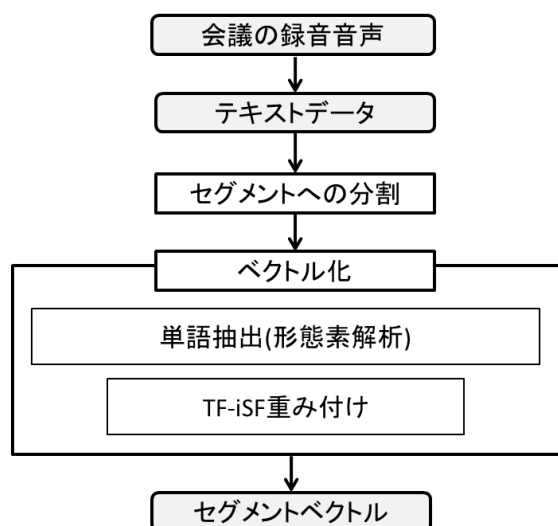 会議の録音音声
テキストデータ
セグメントへの分割
ベクトル化
単語抽出(形態素解析)
TF-iSF重み付け
セグメントベクトル